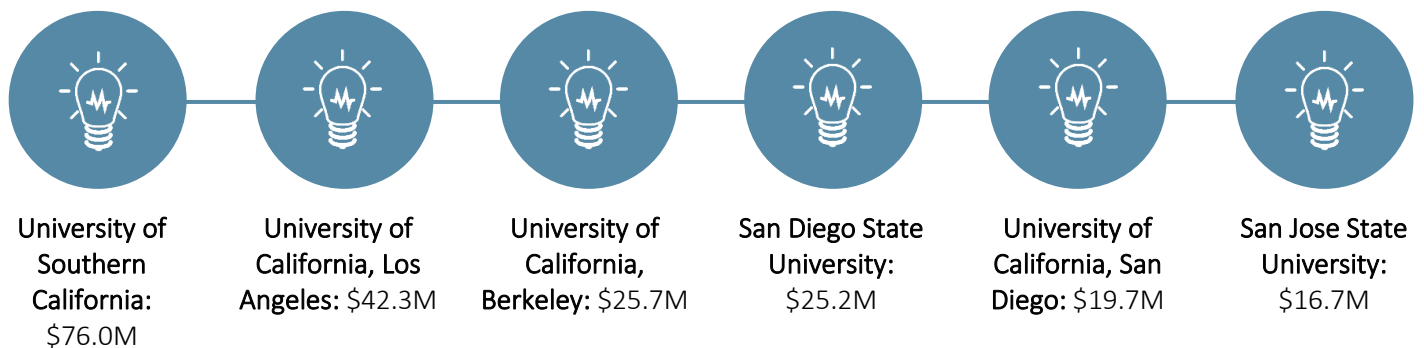 University of
Southern
California:
$76.0M
University of
California, Los
Angeles: $42.3M
University of
California,
Berkeley: $25.7M
San Diego State
University:
$25.2M
University of
California, San
Diego: $19.7M
San Jose State
University:
$16.7M